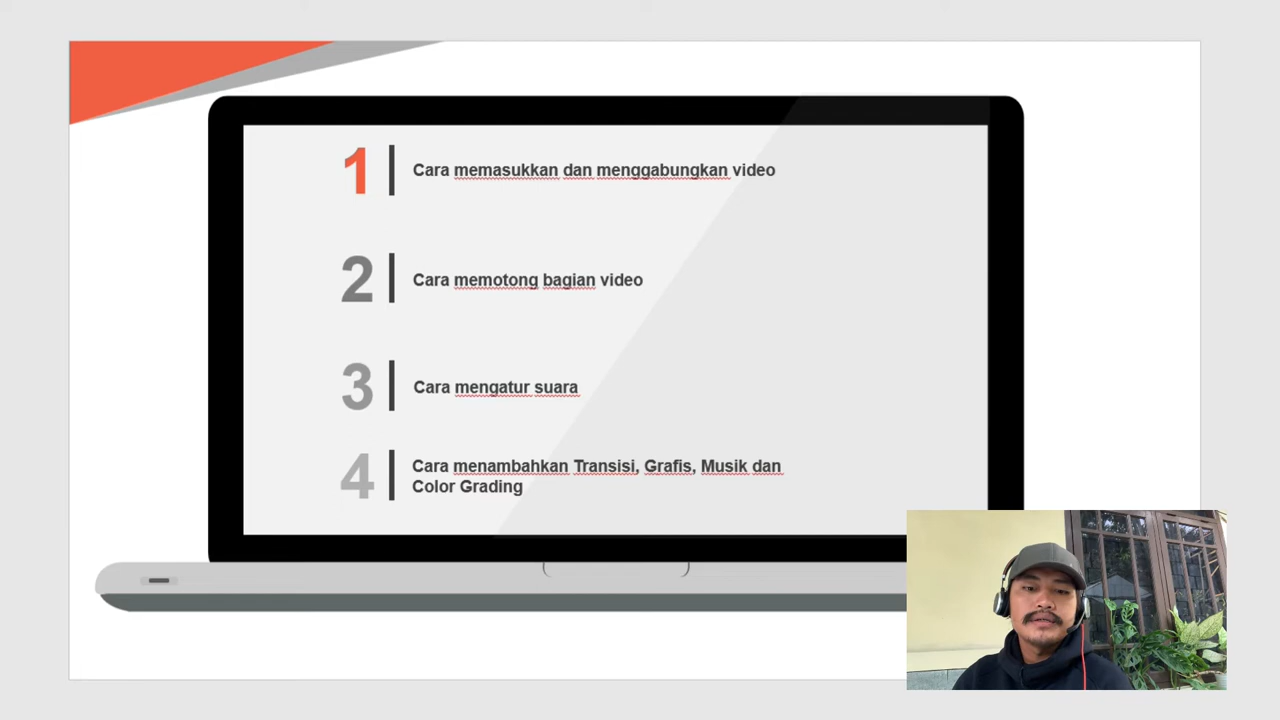 1
Cara memasukkan dan menggabungkan video
2
Cara memotong bagian video
3
Cara mengatur suara
4
Cara menambahkan Transisi, Grafis, Musik dan
Color Grading